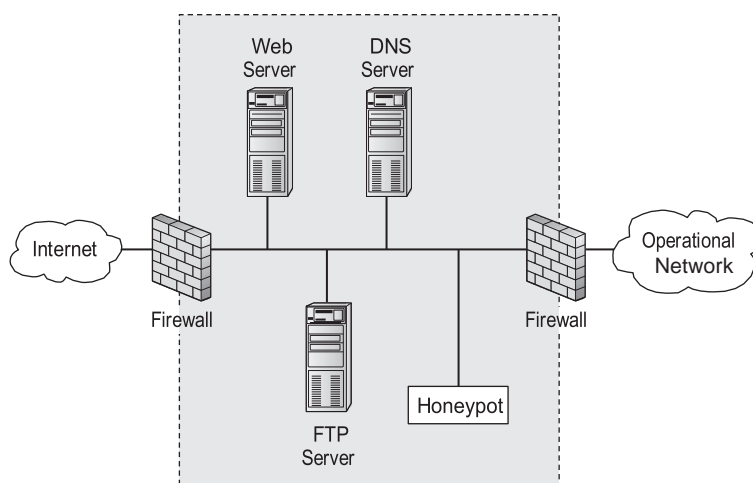 Web
Server
DNS
Server
Internet
Firewall
FTP
Server
Honeypot
Firewall
Operational
Network